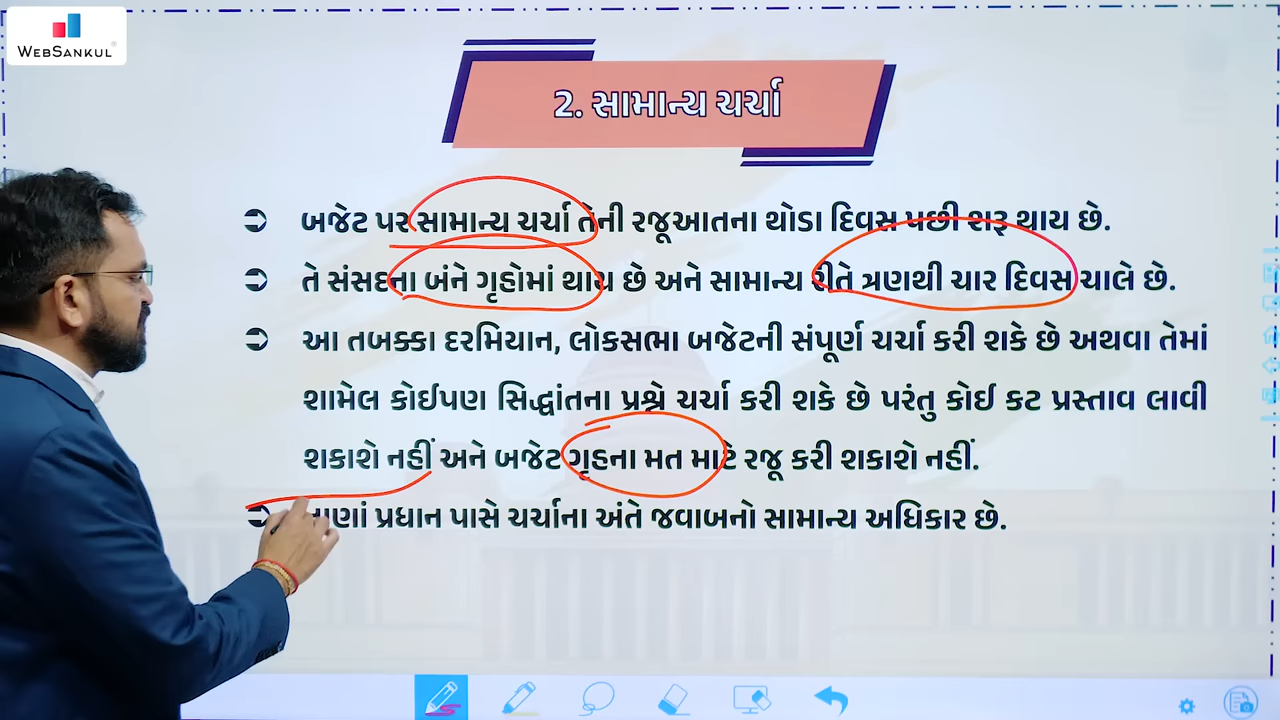 WEBSANKUL
2. સામાન્ય ચર્ચા
બજેટ પર સામાન્ય ચર્ચા તેની રજૂઆતના થોડા દિવસ પછી શરૂ થાય છે.
તે સંસદના બંને ગૃહોમાં થાય છે અને સામાન્ય રીતે ત્રણથી ચાર દિવસ ચાલે છે.
આ તબક્કા દરમિયાન, લોકસભા બજેટની સંપૂર્ણ ચર્ચા કરી શકે છે અથવા તેમાં
શામેલ કોઈપણ સિદ્ધાંતના પ્રશ્ને ચર્ચા કરી શકે છે પરંતુ કોઈ કટ પ્રસ્તાવ લાવી
શકાશે નહીં અને બજેટ ગૃહના મત માટે રજૂ કરી શકાશે નહીં.
પ્રધાન પાસે ચર્ચાના અંતે જવાબનો સામાન્ય અધિકાર છે.